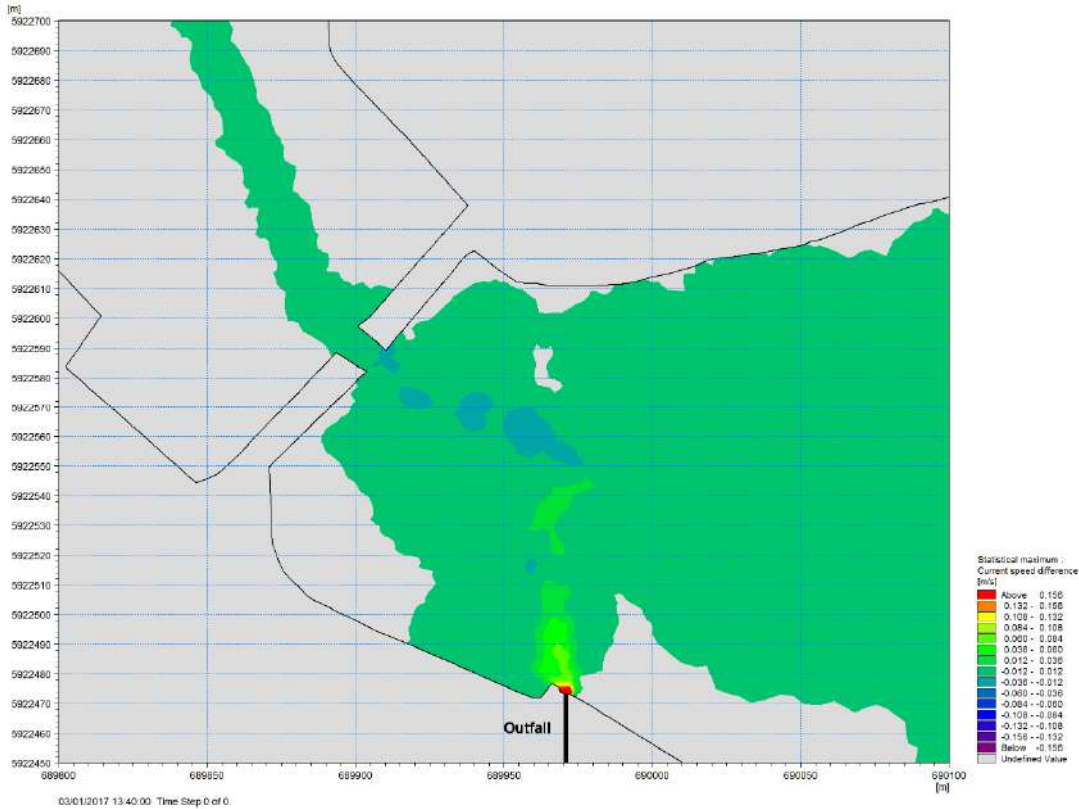 [m]
5922700
5922690
5922680
5922670
5922660
5922650
5922640
5922630
5922620
5922610
5922600
5922590
5922580
5922570
5922560
5922550
5922540
5922530
5922520
5922510
5922500
5922490
5922480
5922470
5922460
5922450
Outfall
689800 689850 689900 689950 690000 690050 690100
[m]
03/01/2017 13:40:00 Time Step 0 of 0.
Statistical maximum :
Current speed difference
[m/s]
Above 0.156
0.132 - 0.156
0.108 - 0.132
0.084 - 0.108
0.060 - 0.084
0.036 - 0.060
0.012 - 0.036
-0.012 - 0.012
-0.036 - -0.012
-0.060 - -0.036
-0.084 - -0.060
-0.108 - -0.084
-0.132 - -0.108
-0.156 - -0.132
Below -0.156
Undefined Value